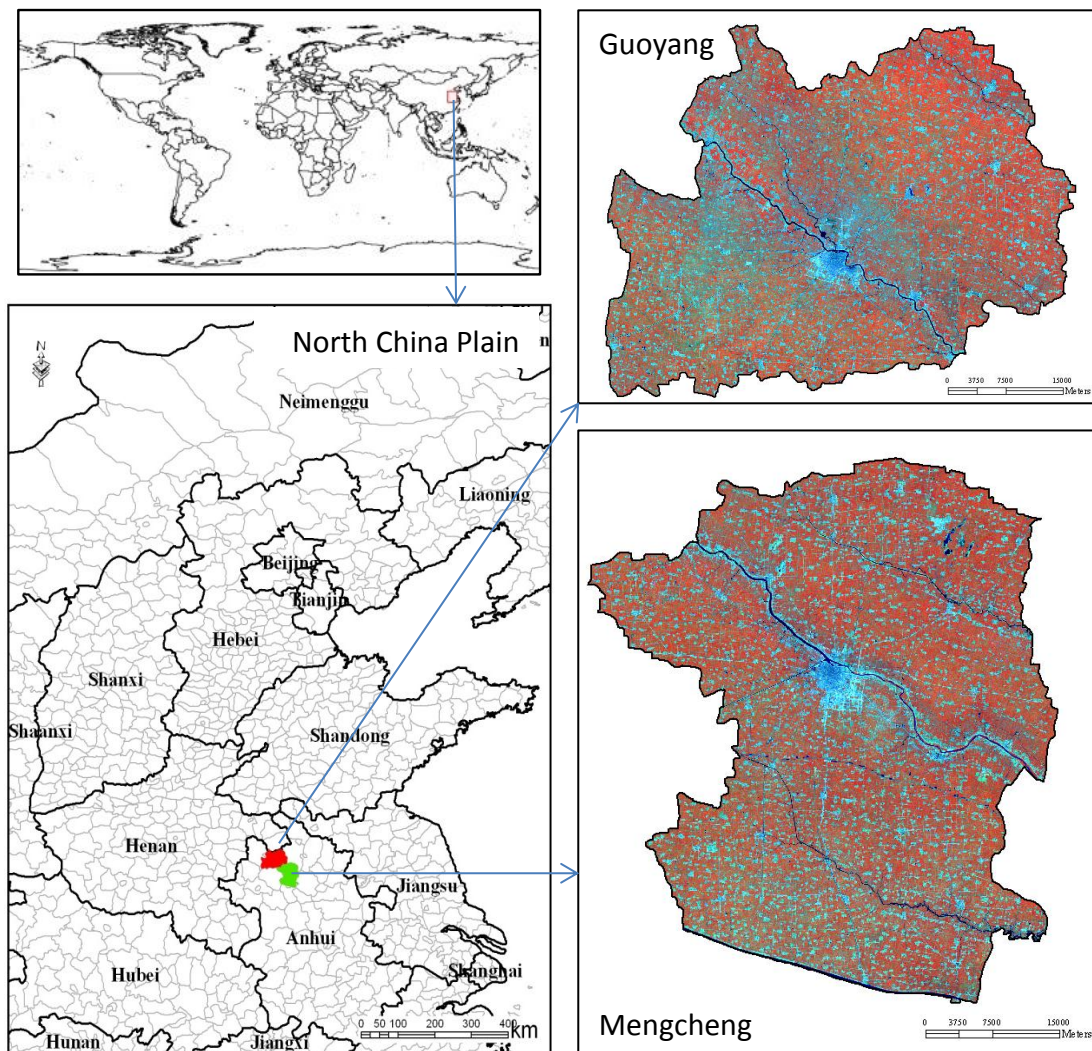 Guoyang
0 3750 7500 15000
Meters
North China Plain
N
Neimenggu
Liaoning
Beijing
Tianjin
Hebei
Shanxi
Shaanxi
Shandong
Henan
Jiangsu
Anhui
Hubei
Shanghai
Hunan
Jiangxi
0 50 100 200 300 400
km
Mengcheng
0 3750 7500 15000
Meters